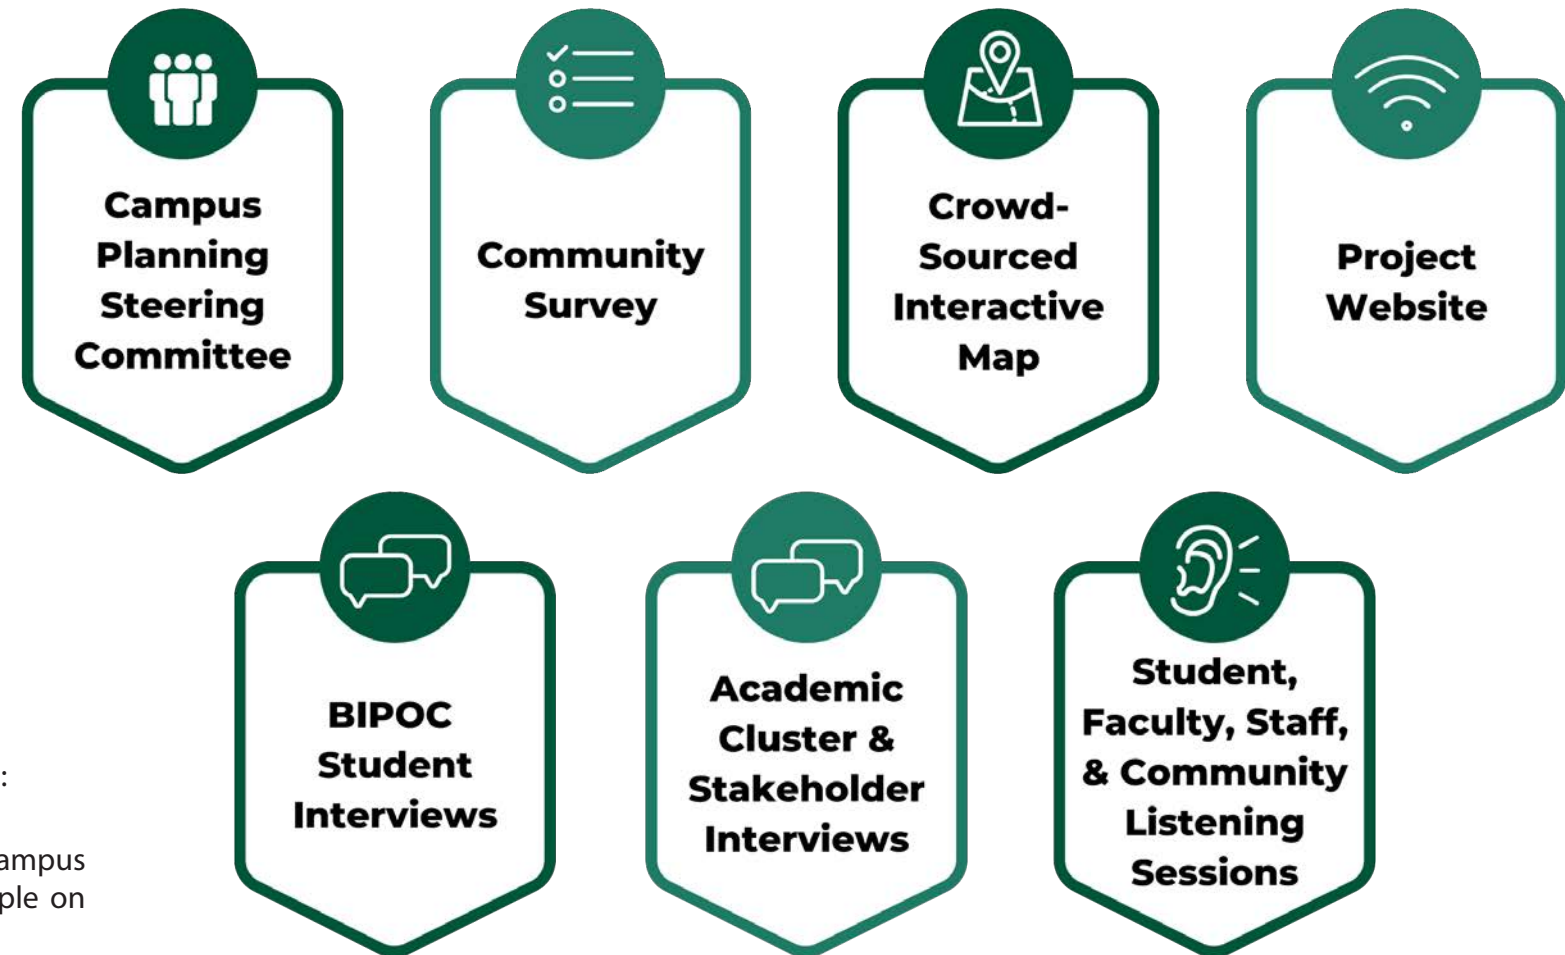 Campus
Planning
Steering
Committee
Community
Survey
Crowd-
Sourced
Interactive
Map
Project
Website
BIPOC
Student
Interviews
Academic
Cluster &
Stakeholder
Interviews
Student,
Faculty, Staff,
& Community
Listening
Sessions
:
on